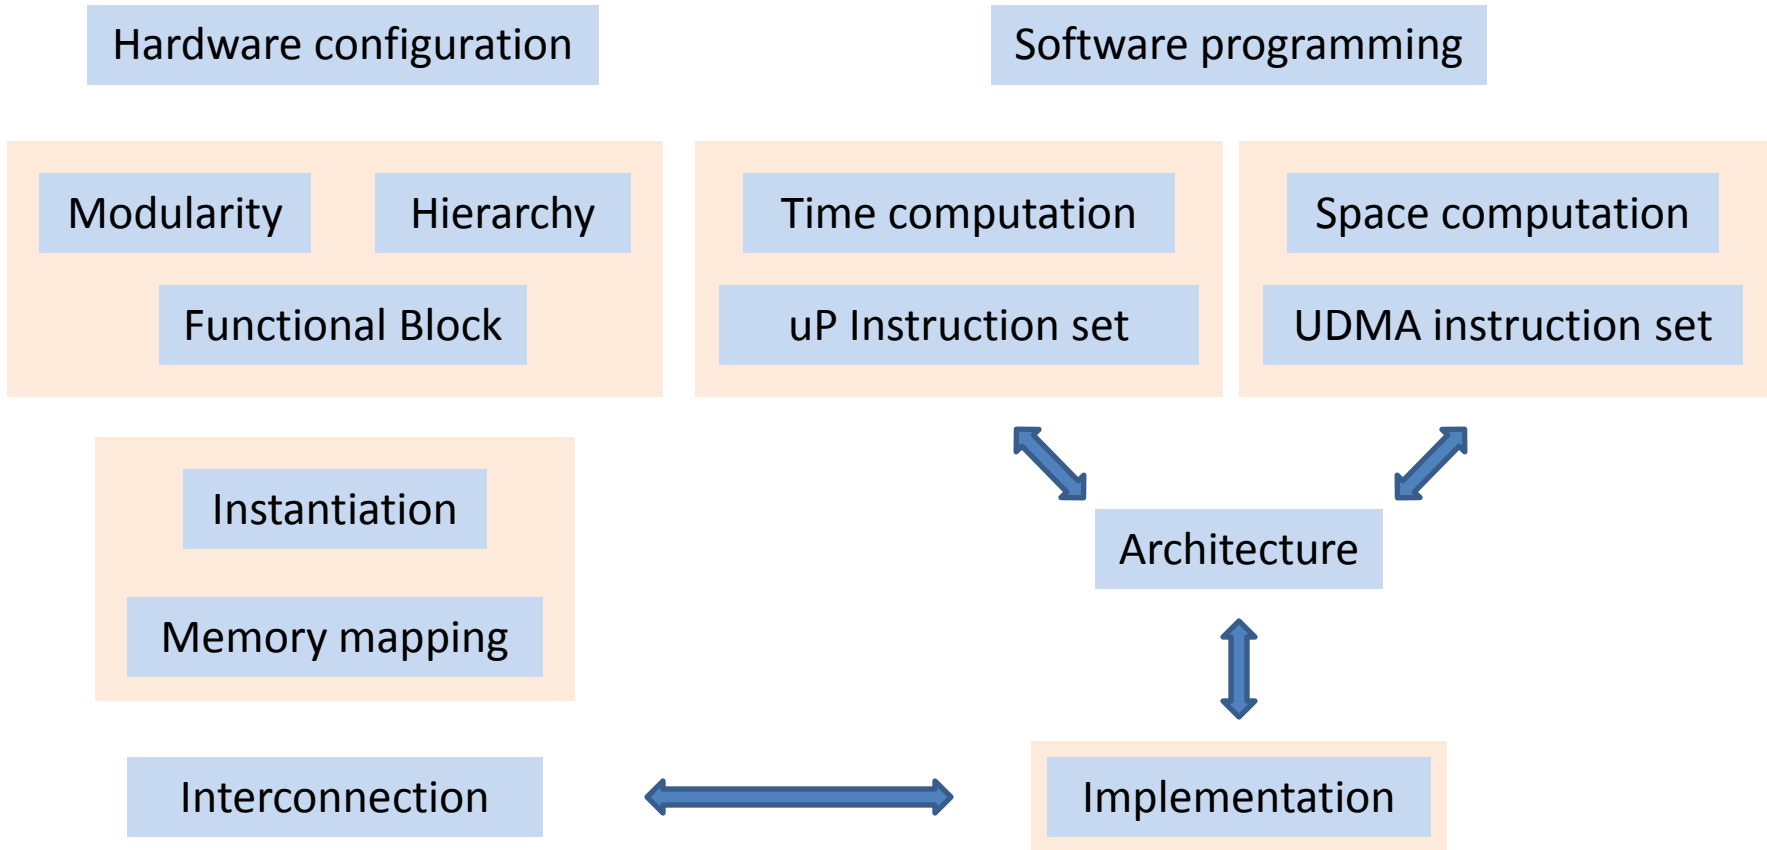 Hardware configuration
Software programming
Modularity
Hierarchy
Functional Block
Time computation
uP Instruction set
Space computation
UDMA instruction set
Instantiation
Memory mapping
Architecture
Interconnection
Implementation